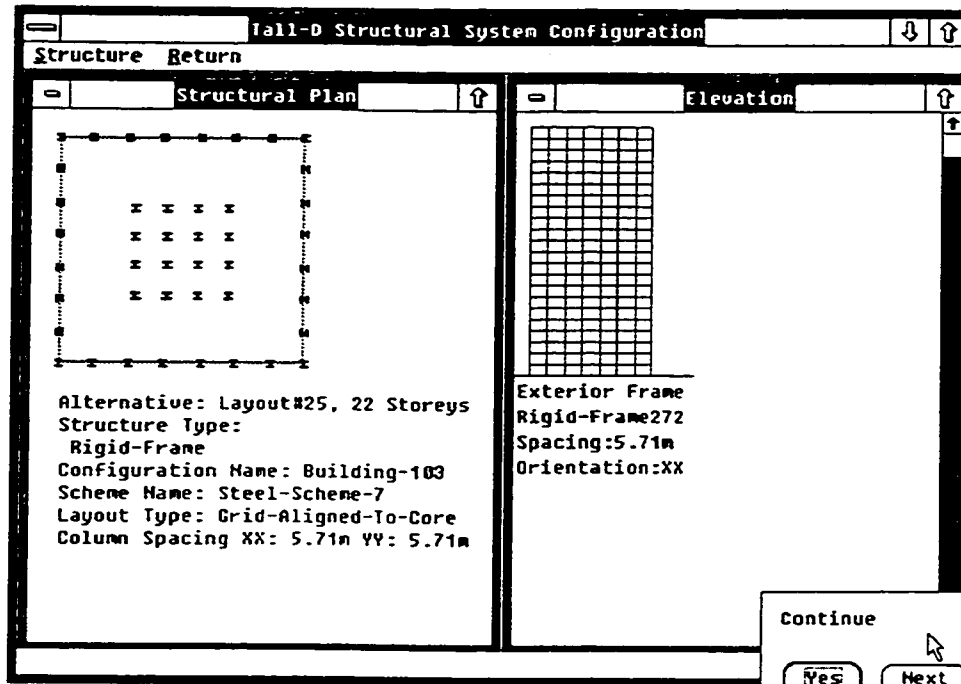 Tall-D Structural System Configuration
Structure Return
Structural Plan
Alternative: Layout#25, 22 Storeys
Structure Type:
Rigid-Frame
Configuration Name: Building-103
Scheme Name: Steel-Scheme-7
Layout Type: Grid-Aligned-To-Core
Column Spacing XX: 5.71m YY: 5.71m
Elevation
Exterior Frame
Rigid-Frame272
Spacing:5.71m
Orientation:XX
Continue
Yes Next